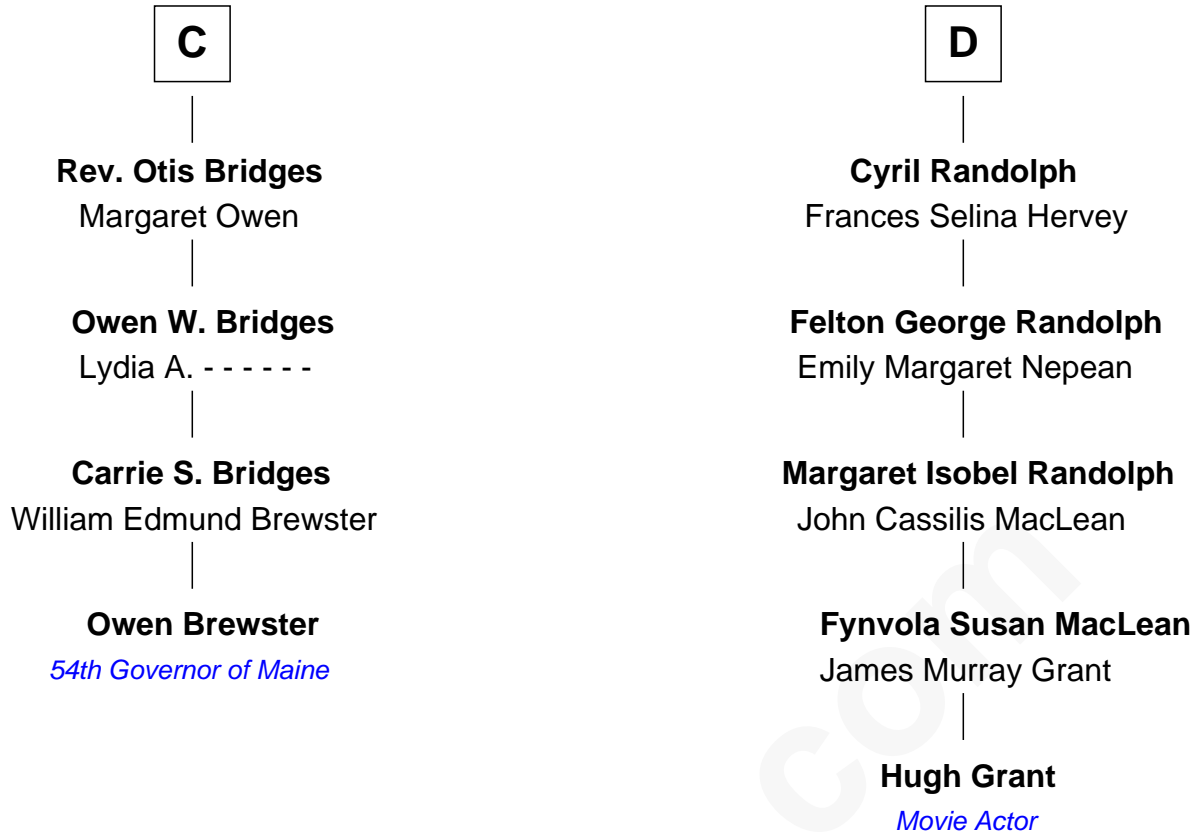 C
Rev. Otis Bridges
Margaret Owen
Owen W. Bridges
Lydia A. - - - - - -
Carrie S. Bridges
William Edmund Brewster
Owen Brewster
54th Governor of Maine
D
Cyril Randolph
Frances Selina Hervey
Felton George Randolph
Emily Margaret Nepean
Margaret Isobel Randolph
John Cassilis MacLean
Fynvola Susan MacLean
James Murray Grant
Hugh Grant
Movie Actor
com